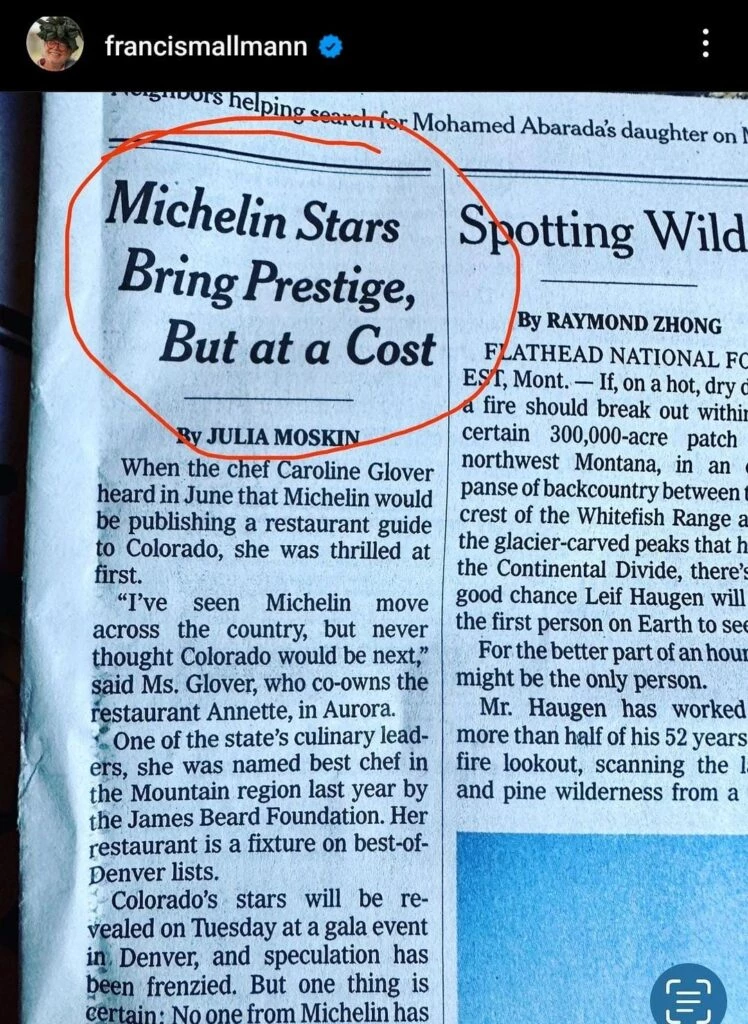 francismallmann
Neighbors helping search for Mohamed Abarada's daughter on
Michelin Stars
Bring Prestige,
But at a Cost
By JULIA MOSKIN
When the chef Caroline Glover
heard in June that Michelin would
be publishing a restaurant guide
to Colorado, she was thrilled at
first.
“I've seen Michelin move
across the country, but never
thought Colorado would be next,”
said Ms. Glover, who co-owns the
restaurant Annette, in Aurora.
One of the state's culinary lead-
ers, she was named best chef in
the Mountain region last year by
the James Beard Foundation. Her
restaurant is a fixture on best-of-
Denver lists.
Colorado's stars will be re-
vealed on Tuesday at a gala event
in Denver, and speculation has
been frenzied. But one thing is
certain: No one from Michelin has
Spotting Wild
By RAYMOND ZHONG
FLATHEAD NATIONAL FO
EST, Mont. — If, on a hot, dry d
a fire should break out within
certain 300,000-acre patch
northwest Montana, in an
panse of backcountry between t
crest of the Whitefish Range a
the glacier-carved peaks that h
the Continental Divide, there's
good chance Leif Haugen will
the first person on Earth to see
For the better part of an hour
might be the only person.
Mr. Haugen has worked
more than half of his 52 years
fire lookout, scanning the l
and pine wilderness from a